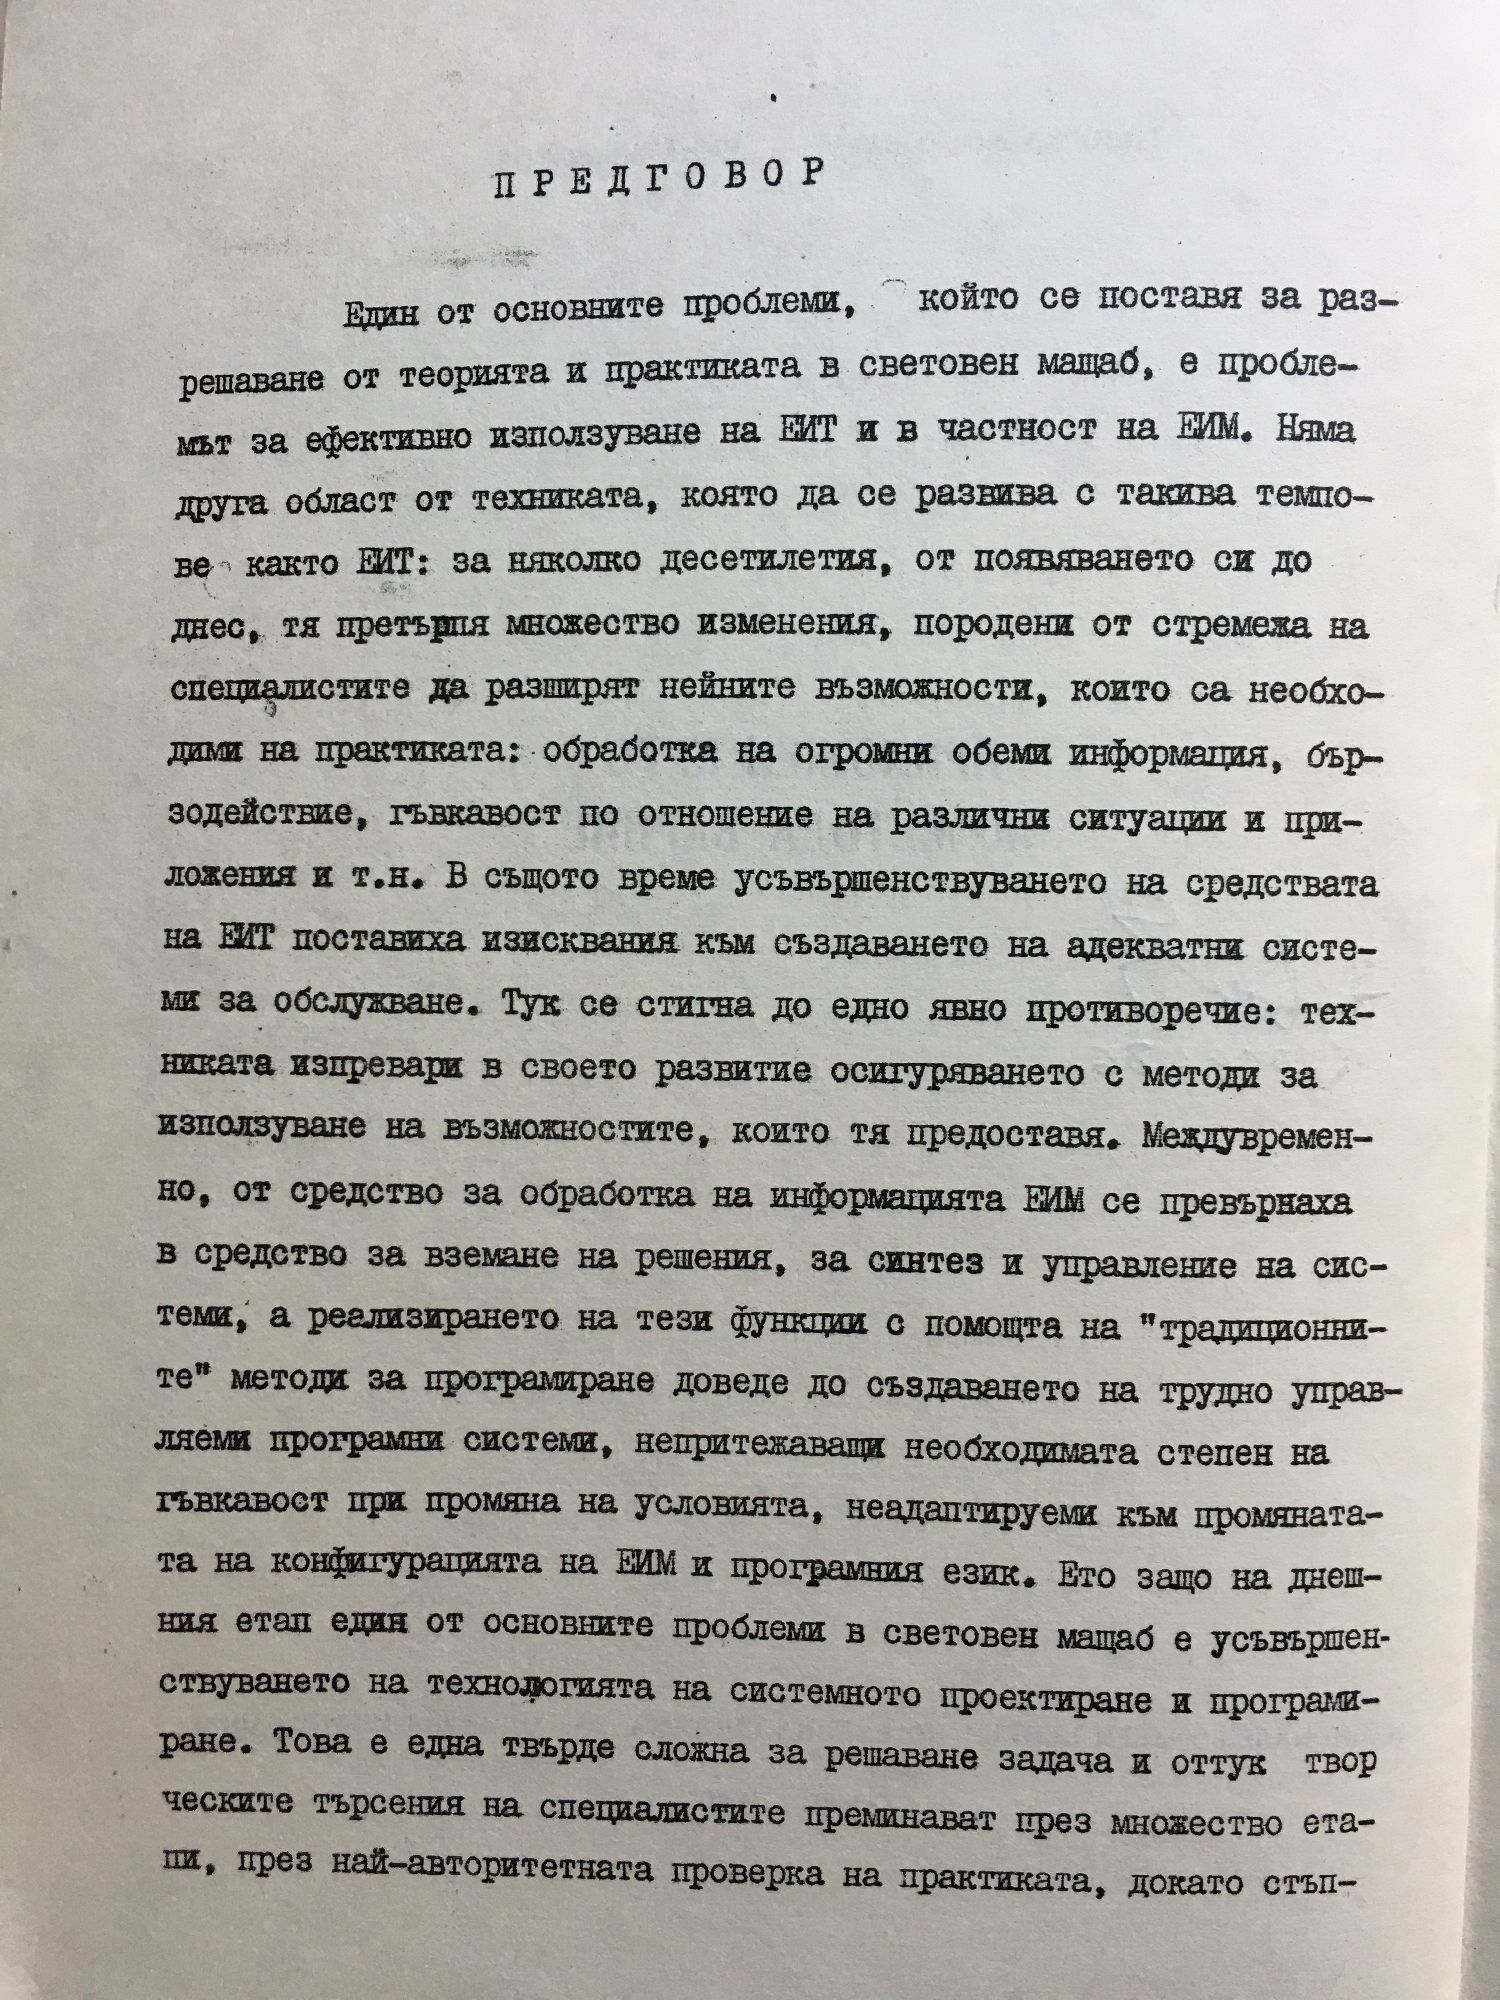 ПРЕДГОВОР
Един от основните проблеми, който се поставя за раз-
решаване от теорията и практиката в световен мащаб, е пробле-
мът за ефективно използуване на ЕИТ и в частност на ЕИМ. Няма
друга област от техниката, която да се развива с такива темпо-
ве както ЕИТ: за няколко десетилетия, от появяването си до
днес, тя претърпя множество изменения, породени от стремежа на
специалистите да разширят нейните възможности, които са необхо-
дими на практиката: обработка на огромни обеми информация, бър-
зодействие, гъвкавост по отношение на различни ситуации и при-
ложения и т.н. В същото време усъвършенствуването на средствата
на ЕИТ поставиха изисквания към създаването на адекватни систе-
ми за обслужване. Тук се стигна до едно явно противоречие: тех-
никата изпревари в своето развитие осигуряването с методи за
използуване на възможностите, които тя предоставя. Междувремен-
но, от средство за обработка на информацията ЕИМ се превърнаха
в средство за вземане на решения, за синтез и управление на сис-
теми, а реализирането на тези функции с помощта на "традиционни-
те" методи за програмиране доведе до създаването на трудно управ-
ляеми програмни системи, непритежаващи необходимата степен на
гъвкавост при промяна на условията, неадаптируеми към промяната-
та на конфигурацията на ЕИМ и програмния език. Ето защо на днеш-
ния етап един от основните проблеми в световен мащаб е усъвършен-
ствуването на технологията на системното проектиране и програми-
ране. Това е една твърде сложна за решаване задача и оттук твор
ческите търсения на специалистите преминават през множество ета-
пи, през най-авторитетната проверка на практиката, докато стъп-